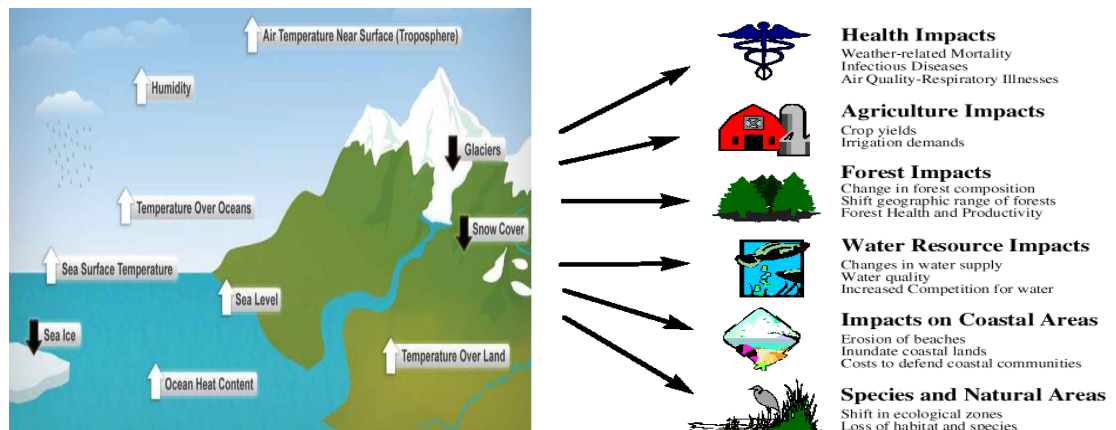 Air Temperature Near Surface (Troposphere)
Humidity
Glaciers
Temperature Over Oceans
Snow Cover
Sea Surface Temperature
Sea Level
Sea Ice
Temperature Over Land
Ocean Heat Content
Health Impacts
Weather-related Mortality
Infectious Diseases
Air Quality-Respiratory Illnesses
Agriculture Impacts
Crop yields
Irrigation demands
Forest Impacts
Change in forest composition
Shift geographic range of forests
Forest Health and Productivity
Water Resource Impacts
Changes in water supply
Water quality
Increased Competition for water
Impacts on Coastal Areas
Erosion of beaches
Inundate coastal lands
Costs to defend coastal communities
Species and Natural Areas
Shift in ecological zones
Loss of habitat and species